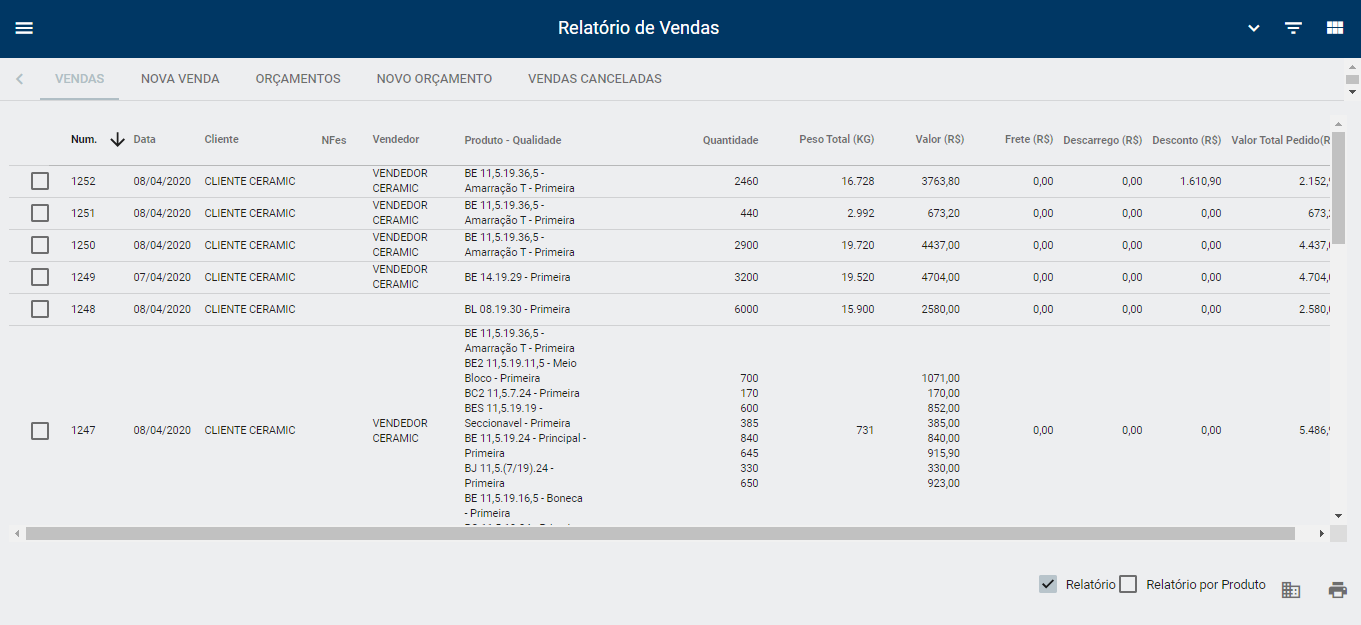 Relatório de Vendas
VENDAS NOVA VENDA ORÇAMENTOS NOVO ORÇAMENTO VENDAS CANCELADAS
Num. Data Cliente NFes Vendedor Produto - Qualidade Quantidade Peso Total (KG) Valor (R$) Frete (R$) Descarrego (R$) Desconto (R$) Valor Total Pedido(R
1252 08/04/2020 CLIENTE CERAMIC VENDEDOR CERAMIC BE 11,5.19.36,5 - Amarração T - Primeira 2460 16.728 3763,80 0,00 0,00 1.610,90 2.152,
1251 08/04/2020 CLIENTE CERAMIC VENDEDOR CERAMIC BE 11,5.19.36,5 - Amarração T - Primeira 440 2.992 673,20 0,00 0,00 0,00 673,
1250 08/04/2020 CLIENTE CERAMIC VENDEDOR CERAMIC BE 11,5.19.36,5 - Amarração T - Primeira 2900 19.720 4437,00 0,00 0,00 0,00 4.437,
1249 07/04/2020 CLIENTE CERAMIC VENDEDOR CERAMIC BE 14.19.29 - Primeira 3200 19.520 4704,00 0,00 0,00 0,00 4.704,
1248 08/04/2020 CLIENTE CERAMIC BL 08.19.30 - Primeira 6000 15.900 2580,00 0,00 0,00 0,00 2.580,
BE 11,5.19.36,5 -
Amarração T - Primeira
BE2 11,5.19.11,5 - Meio
Bloco - Primeira 700 1071,00
BC2 11,5.7.24 - Primeira 170 170,00
BES 11,5.19.19 - 600 852,00
Seccionavel - Primeira 385 385,00
1247 08/04/2020 CLIENTE CERAMIC VENDEDOR CERAMIC 731 0,00 0,00 0,00 5.486,
BE 11,5.19.24 - Principal - 840 840,00
Primeira 645 915,90
BJ 11,5.(7/19).24 - 330 330,00
Primeira 650 923,00
BE 11,5.19.16,5 - Boneca
- Primeira
Relatório Relatório por Produto